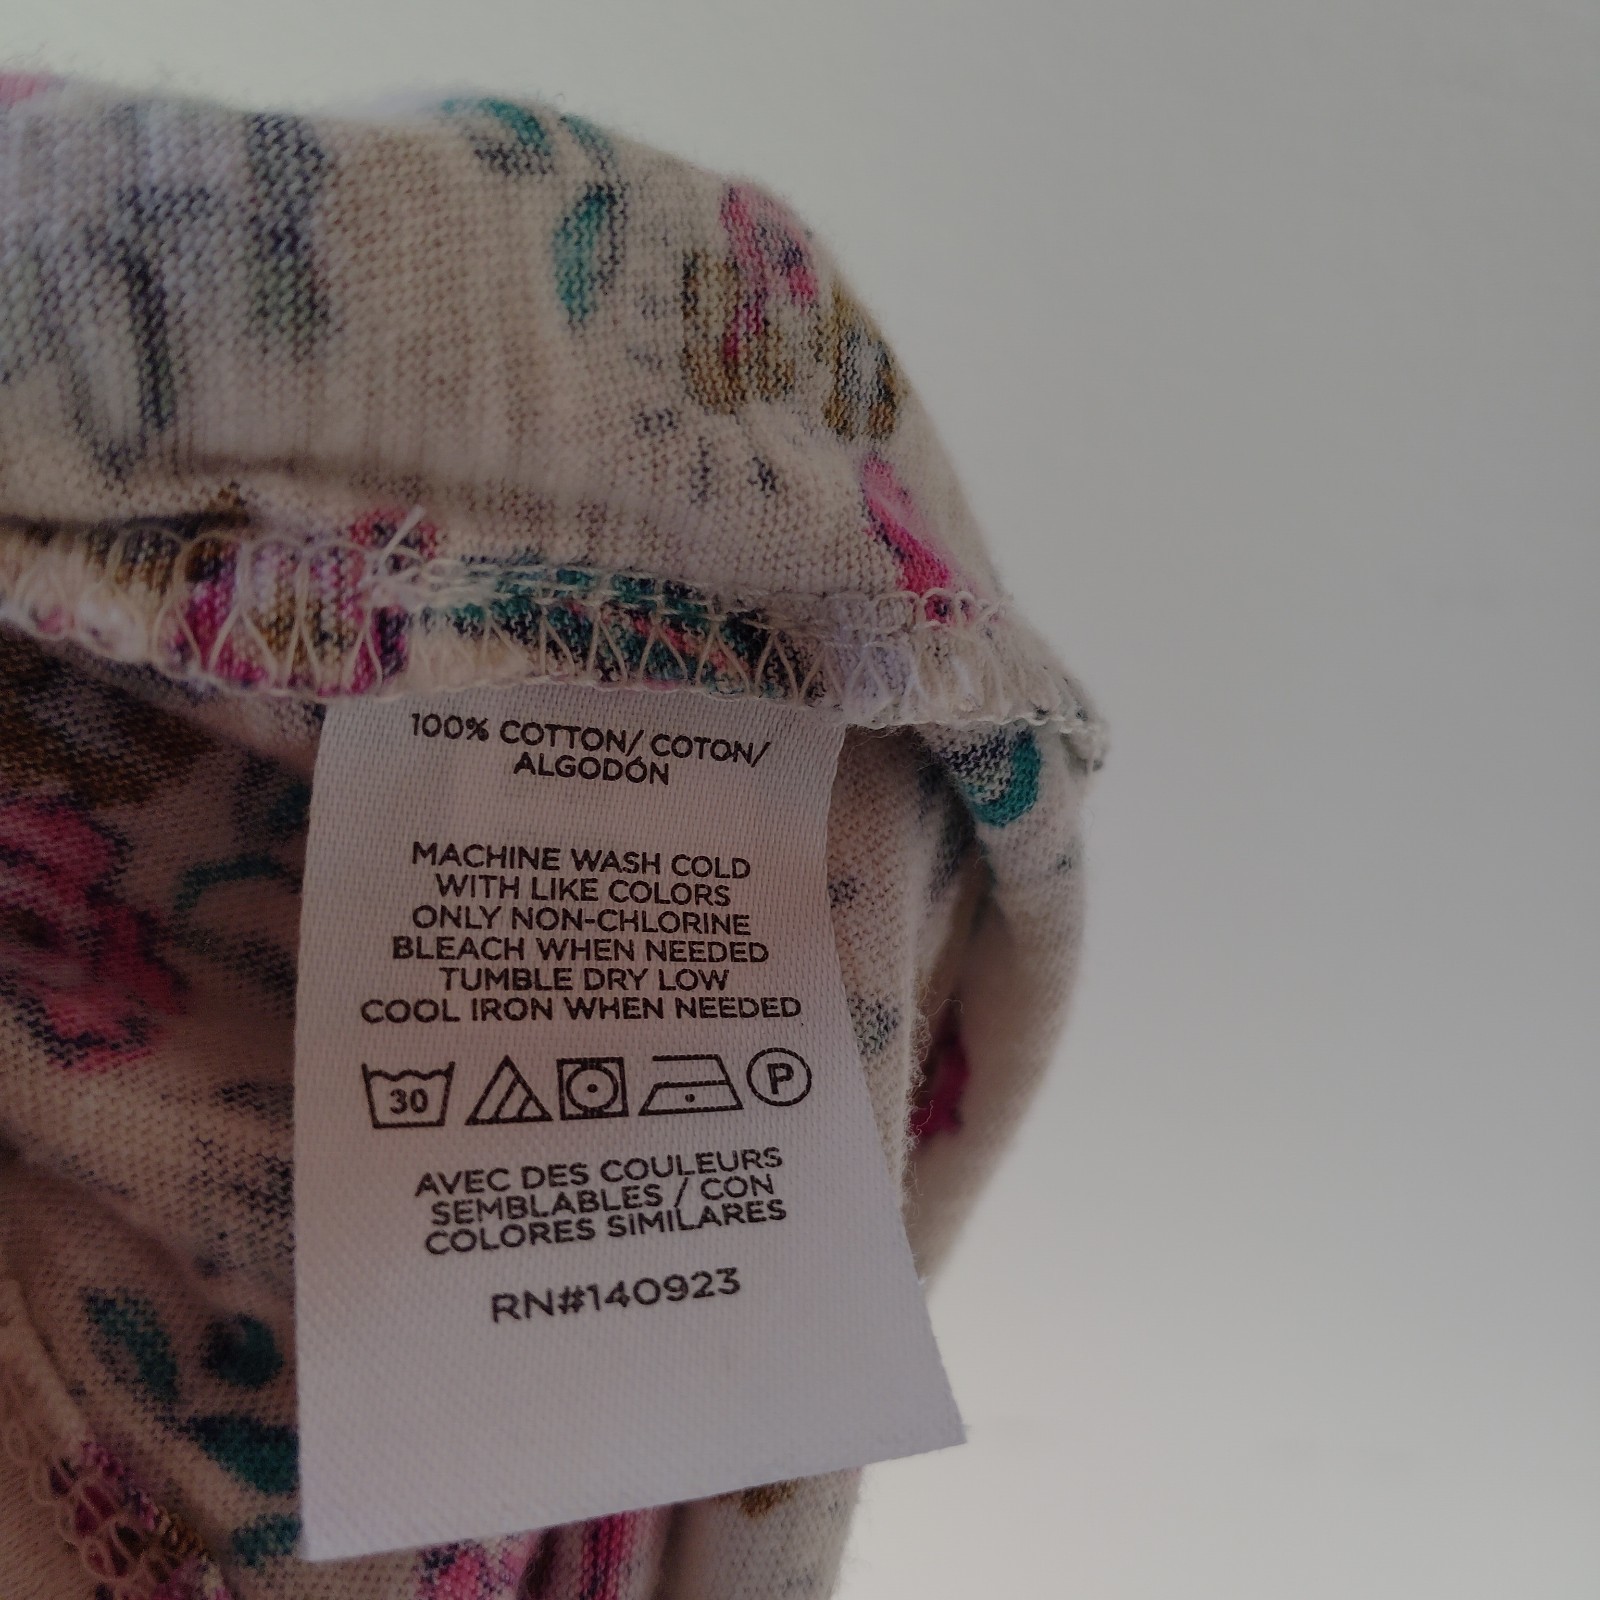 100% COTTON/ COTON/
ALGODÓN
MACHINE WASH COLD
WITH LIKE COLORS
ONLY NON-CHLORINE
BLEACH WHEN NEEDED
TUMBLE DRY LOW
COOL IRON WHEN NEEDED
30 P
AVEC DES COULEURS
SEMBLABLES / CON
COLORES SIMILARES
RN#140923